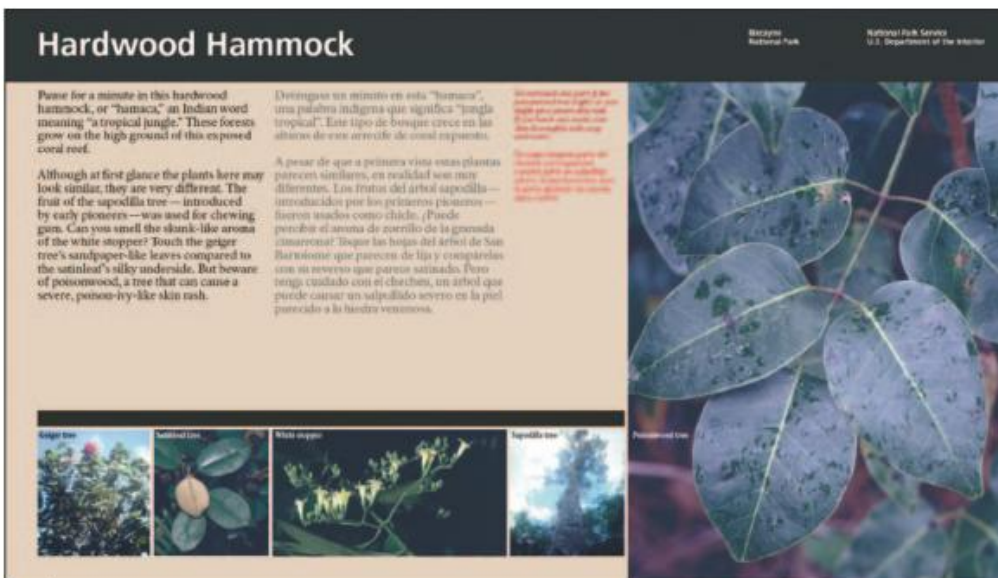 Hardwood Hammock
Biscayne
National Park
National Park Service
U.S. Department of the Interior
Pause for a minute in this hardwood
hammock, or “hamaca,” an Indian word
meaning “a tropical jungle.” These forests
grow on the high ground of this exposed
coral reef.
Although at first glance the plants here may
look similar, they are very different. The
fruit of the sapodilla tree — introduced
by early pioneers — was used for chewing
gum. Can you smell the skunk-like aroma
of the white stopper? Touch the geiger
tree’s sandpaper-like leaves compared to
the satinleaf’s silky underside. But beware
of poisonwood, a tree that can cause a
severe, poison-ivy-like skin rash.
Detengase un minuto en esta “hamaca”,
una palabra indigena que significa “jungla
tropical”. Este tipo de bosque crece en las
alturas de este arrecife de coral expuesto.
A pesar de que a primera vista estas plantas
parecen similares, en realidad son muy
diferentes. Los frutos del árbol sapodilla —
introducidos por los primeros pioneros —
fueron usados como chicle. ¿Puede
percibir el aroma de zorrillo de la granada
cimarrona? Toque las hojas del árbol de San
Bartolome que parecen de lija y compárelas
con su reverso que parece satinado. Pero
tenga cuidado con el chechen, un árbol que
puede causar un salpullido severo en la piel
parecido a la hiedra venenosa.
Geiger tree
Satinleaf tree
White stopper
Sapodilla tree
Poisonwood tree